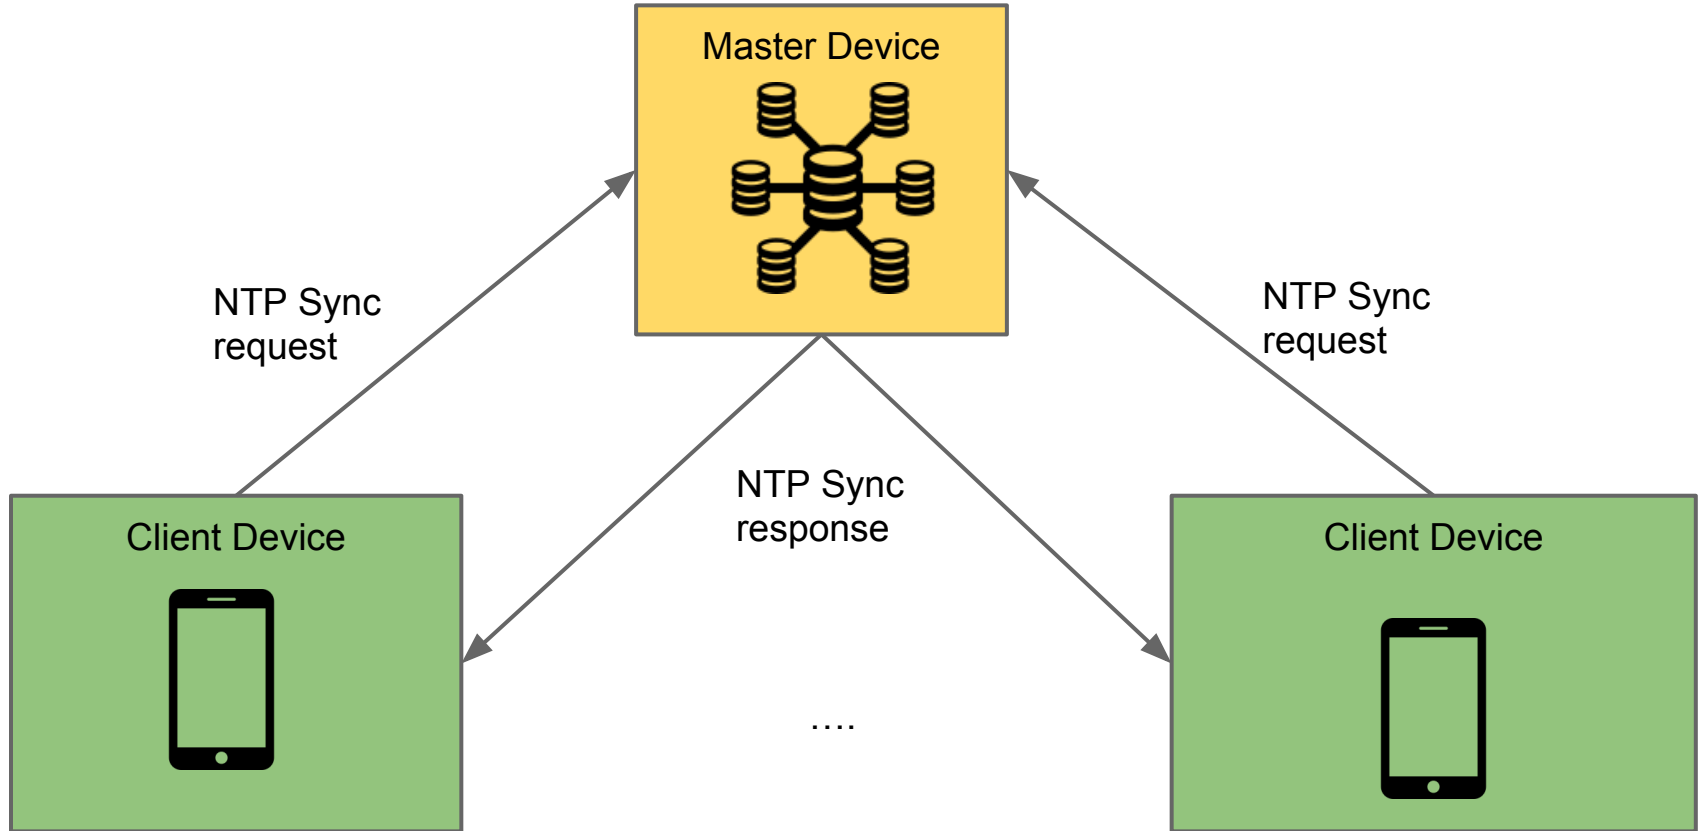 Master Device
NTP Sync
request
NTP Sync
request
NTP Sync
response
Client Device
Client Device
....